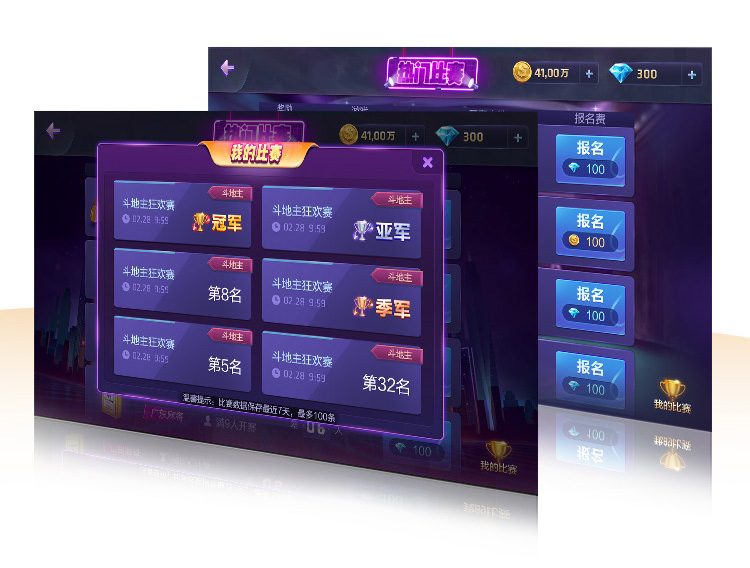 热门比赛
41,00万 +
300 +
报名费
报名
100
报名
100
报名
100
报名
100
我的比赛
热门比赛
41,00万 +
300 +
我的比赛
斗地主
斗地主狂欢赛
02.28 9:59
冠军
斗地主
斗地主狂欢赛
02.28 9:59
亚军
斗地主
斗地主狂欢赛
02.28 9:59
第8名
斗地主
斗地主狂欢赛
02.28 9:59
季军
斗地主
斗地主狂欢赛
02.28 9:59
第5名
斗地主
斗地主狂欢赛
02.28 9:59
第32名
温馨提示：比赛数据保存最近7天，最多100条
广东麻将
人开赛
100
我的比赛